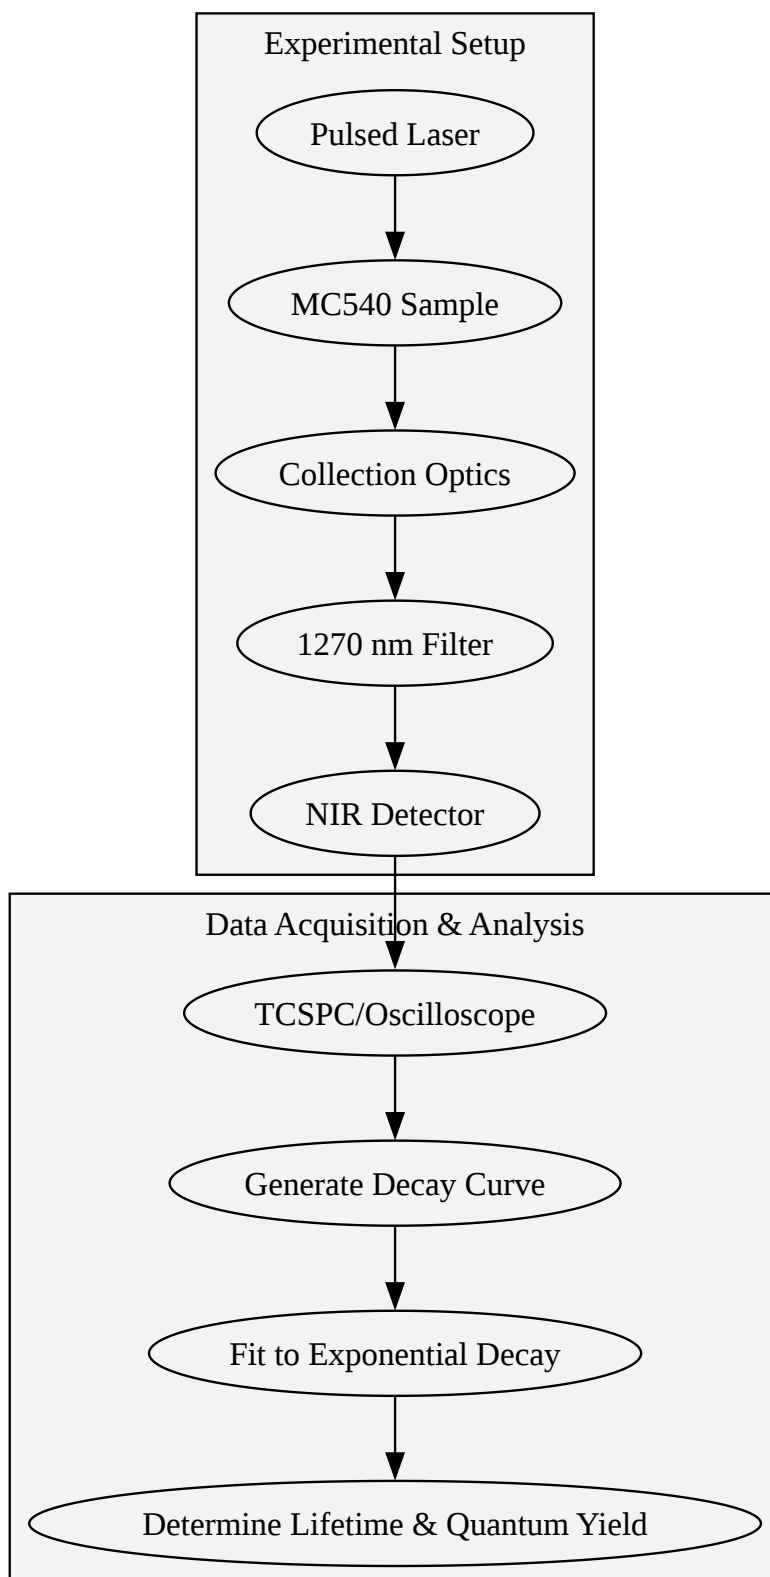 Experimental Setup
Pulsed Laser
MC540 Sample
Collection Optics
1270 nm Filter
NIR Detector
Data Acquisition & Analysis
TCSPC/Oscilloscope
Generate Decay Curve
Fit to Exponential Decay
Determine Lifetime & Quantum Yield